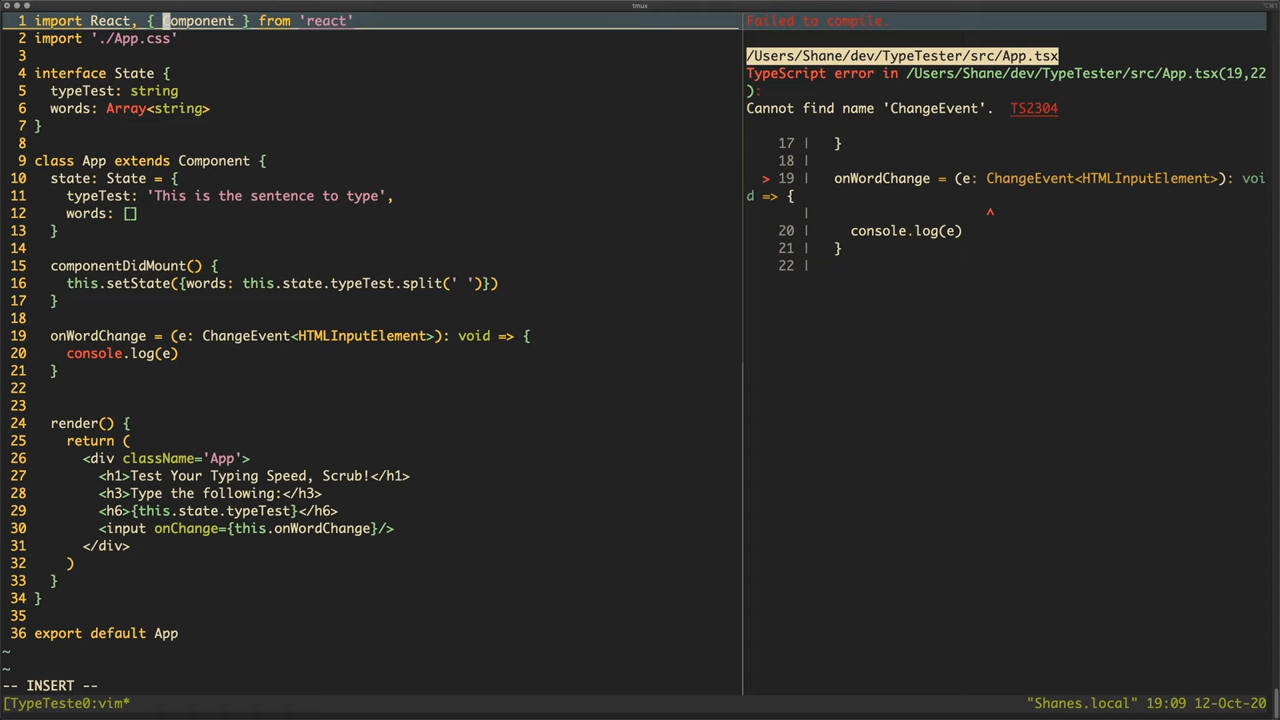 tmux
1 import React, { Component } from 'react'
2 import './App.css'
3
4 interface State {
5   typeTest: string
6   words: Array<string>
7 }
8
9 class App extends Component {
10   state: State = {
11     typeTest: 'This is the sentence to type',
12     words: []
13   }
14
15   componentDidMount() {
16     this.setState({words: this.state.typeTest.split(' ')})
17   }
18
19   onWordChange = (e: ChangeEvent<HTMLInputElement>): void => {
20     console.log(e)
21   }
22
23
24   render() {
25     return (
26       <div className='App'>
27         <h1>Test Your Typing Speed, Scrub!</h1>
28         <h3>Type the following:</h3>
29         <h6>{this.state.typeTest}</h6>
30         <input onChange={this.onWordChange}/>
31       </div>
32     )
33   }
34 }
35
36 export default App
~
~
-- INSERT --
Failed to compile.
/Users/Shane/dev/TypeTester/src/App.tsx
TypeScript error in /Users/Shane/dev/TypeTester/src/App.tsx(19,22
):
Cannot find name 'ChangeEvent'.  TS2304
17 |   }
18 |
> 19 |   onWordChange = (e: ChangeEvent<HTMLInputElement>): voi
d => {
|                      ^
20 |     console.log(e)
21 |   }
22 |
[TypeTeste0:vim* "Shanes.local" 19:09 12-Oct-20